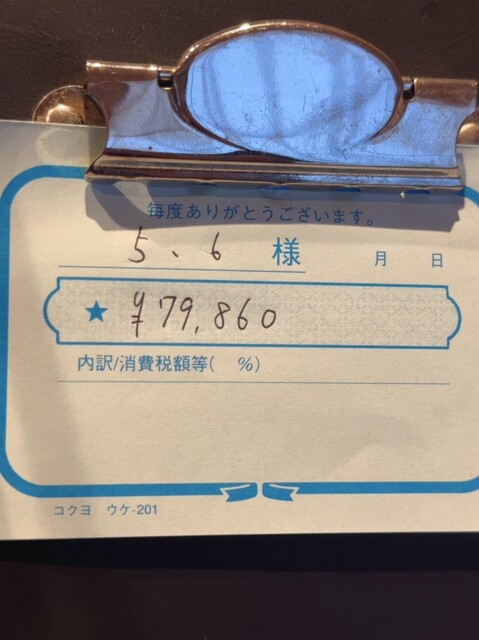 毎度ありがとうございます。
5、6 様 月 日
★ ¥79,860
内訳/消費税額等( %)
コクヨ ウケ-201